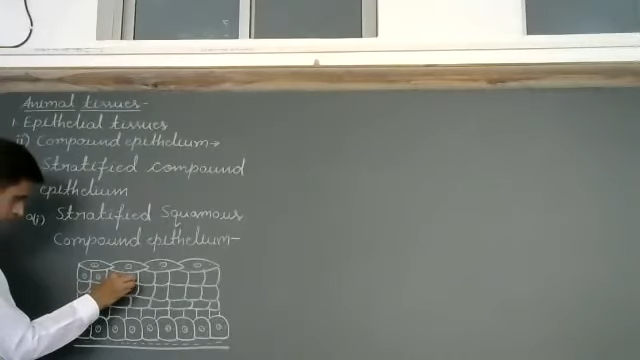 Animal tissues-
1 Epithelial tissues
ii) Compound epithelium→
Stratified compound
epithelium
a(i) Stratified Squamous
Compound epithelium-